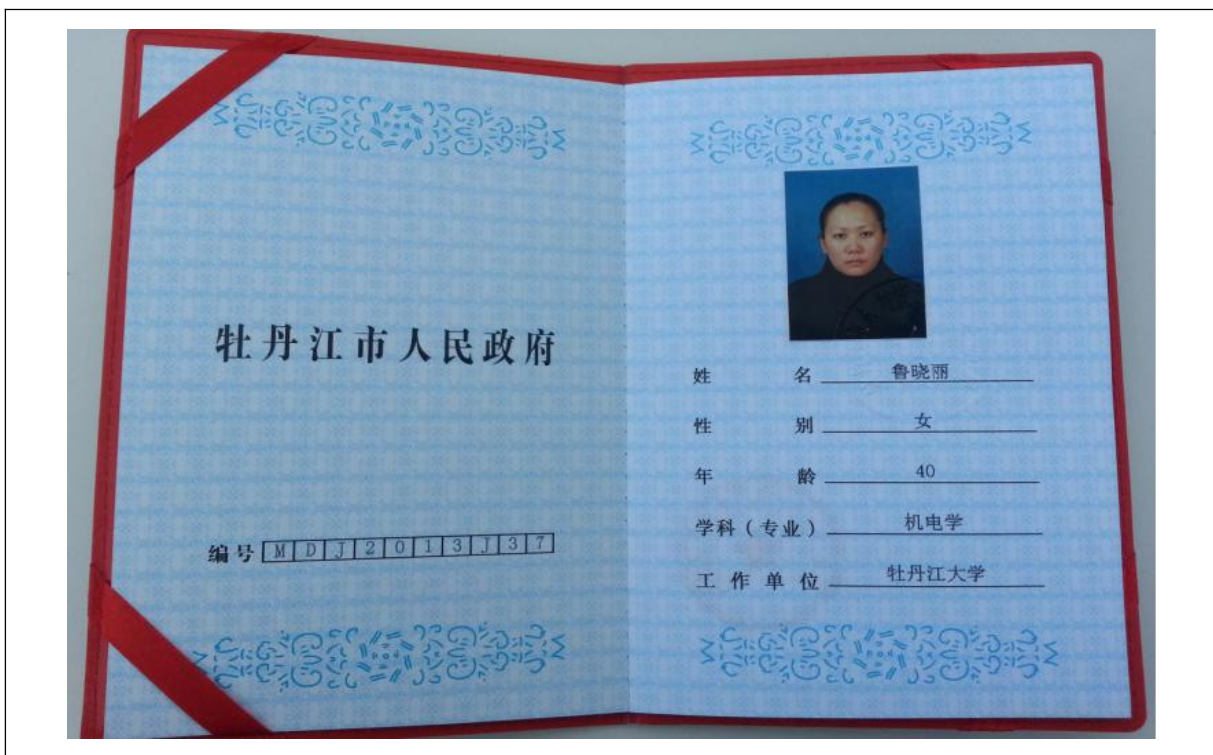 牡丹江市人民政府
编号 MDJ2013J37
姓名 鲁晓丽
性别 女
年龄 40
学科（专业） 机电学
工作单位 牡丹江大学